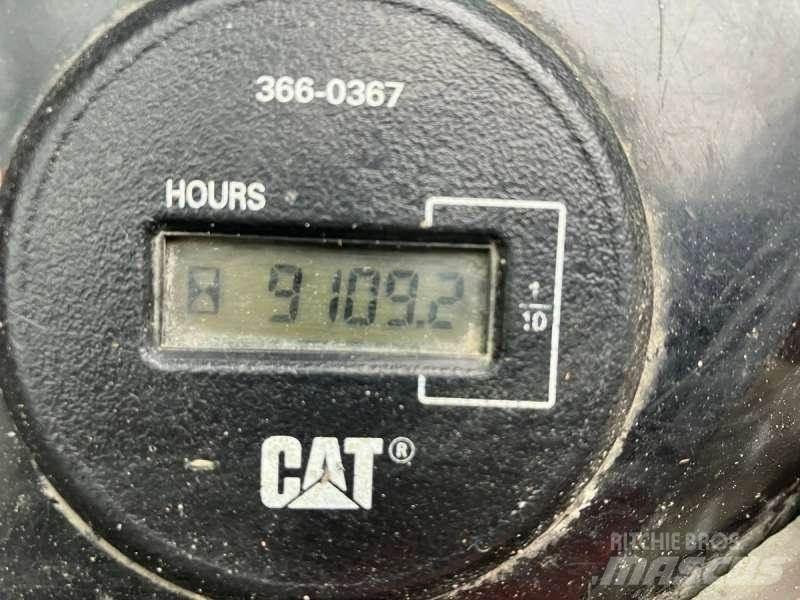 366-0367
HOURS
9109.2
1/10
CAT®
RITCHIE BROS
MASCUS